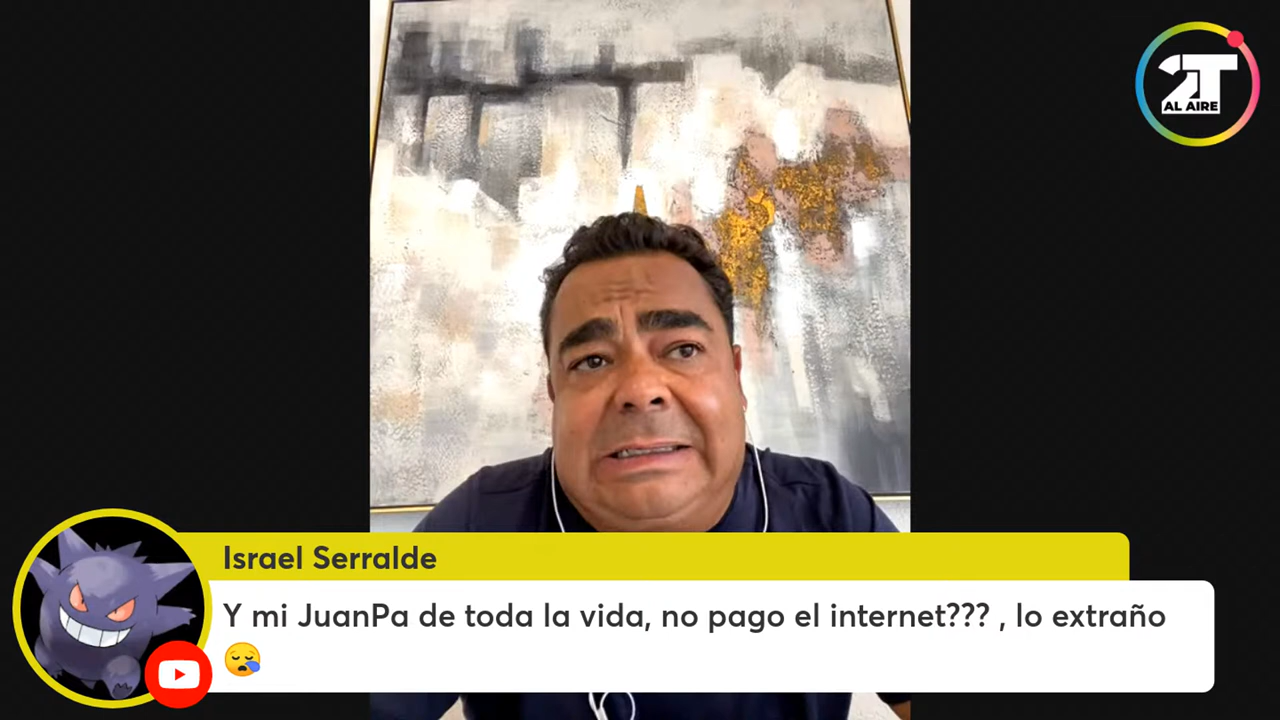 2T
AL AIRE
Israel Serralde
Y mi JuanPa de toda la vida, no pago el internet??? , lo extraño
😪